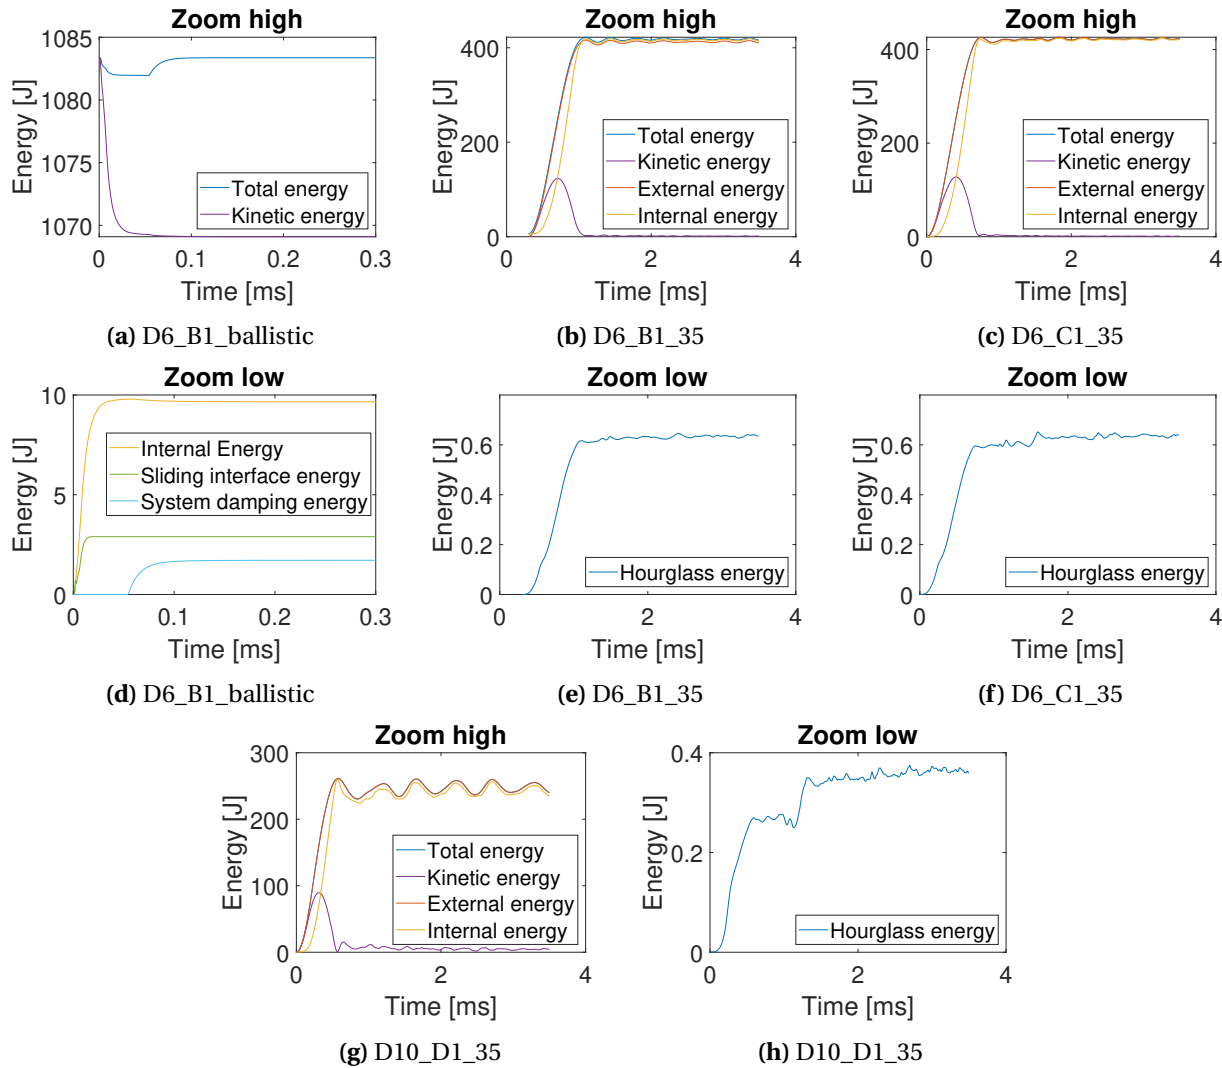 Zoom high
Energy [J]
1085
1080
1075
1070
Total energy
Kinetic energy
0
0.1
0.2
0.3
Time [ms]
(a) D6_B1_ballistic
Zoom high
Energy [J]
400
200
0
Total energy
Kinetic energy
External energy
Internal energy
0
2
4
Time [ms]
(b) D6_B1_35
Zoom high
Energy [J]
400
200
0
Total energy
Kinetic energy
External energy
Internal energy
0
2
4
Time [ms]
(c) D6_C1_35
Zoom low
Energy [J]
10
5
0
Internal Energy
Sliding interface energy
System damping energy
0
0.1
0.2
0.3
Time [ms]
(d) D6_B1_ballistic
Zoom low
Energy [J]
0.6
0.4
0.2
0
Hourglass energy
0
2
4
Time [ms]
(e) D6_B1_35
Zoom low
Energy [J]
0.6
0.4
0.2
0
Hourglass energy
0
2
4
Time [ms]
(f) D6_C1_35
Zoom high
Energy [J]
300
200
100
0
Total energy
Kinetic energy
External energy
Internal energy
0
2
4
Time [ms]
(g) D10_D1_35
Zoom low
Energy [J]
0.4
0.2
0
Hourglass energy
0
2
4
Time [ms]
(h) D10_D1_35